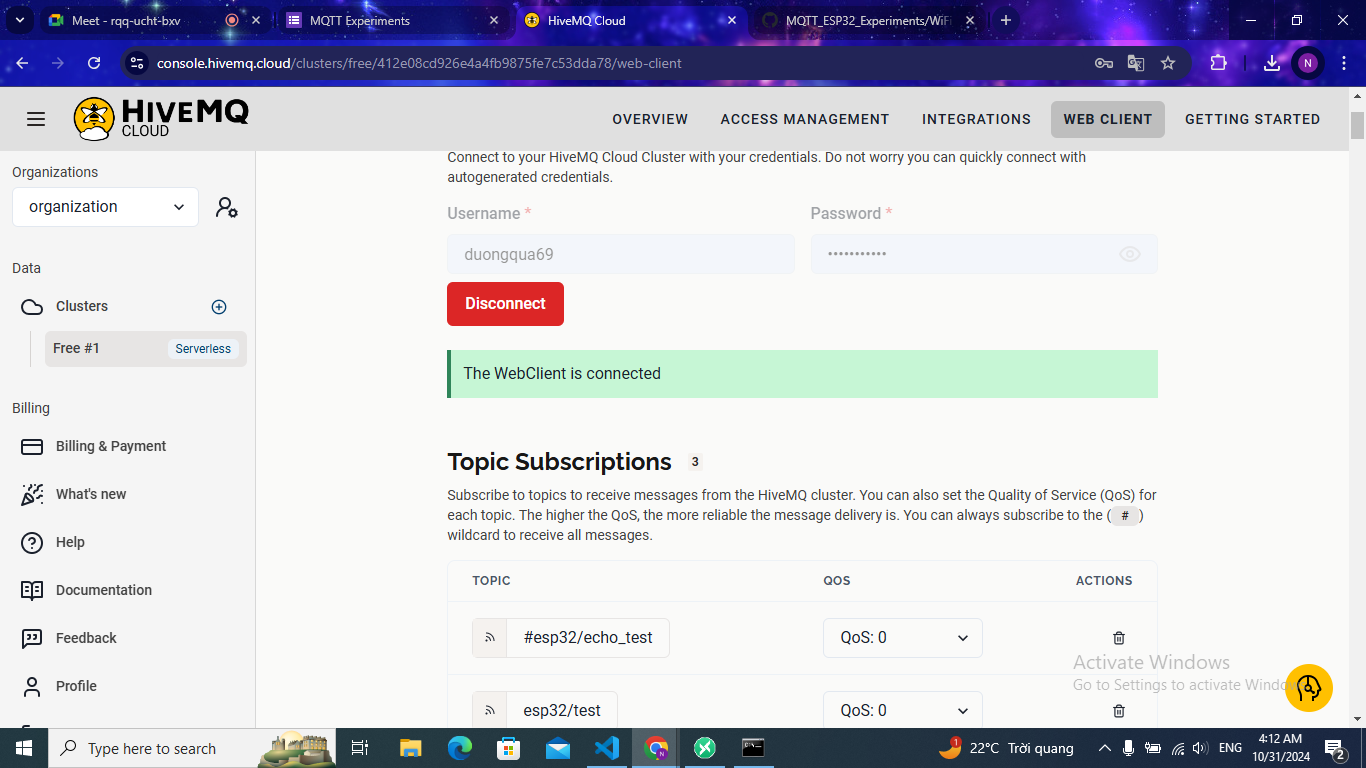 Meet - rqq-ucht-bxv
MQTT Experiments
HiveMQ Cloud
MQTT_ESP32_Experiments/WiFi
console.hivemq.cloud/clusters/free/412e08cd926e4a4fb9875fe7c53dda78/web-client
N
HIVEMQ
CLOUD
OVERVIEW
ACCESS MANAGEMENT
INTEGRATIONS
WEB CLIENT
GETTING STARTED
Organizations
organization
Data
Clusters
Free #1
Serverless
Billing
Billing & Payment
What's new
Help
Documentation
Feedback
Profile
Connect to your HiveMQ Cloud Cluster with your credentials. Do not worry you can quickly connect with
autogenerated credentials.
Username *
Password *
duongqua69
•••••••••••
Disconnect
The WebClient is connected
Topic Subscriptions 3
Subscribe to topics to receive messages from the HiveMQ cluster. You can also set the Quality of Service (QoS) for
each topic. The higher the QoS, the more reliable the message delivery is. You can always subscribe to the ( # )
wildcard to receive all messages.
TOPIC QOS ACTIONS
#esp32/echo_test QoS: 0
esp32/test QoS: 0
Activate Windows
Go to Settings to activate Windows
Type here to search
1
22°C Trời quang
ENG
4:12 AM
10/31/2024
2